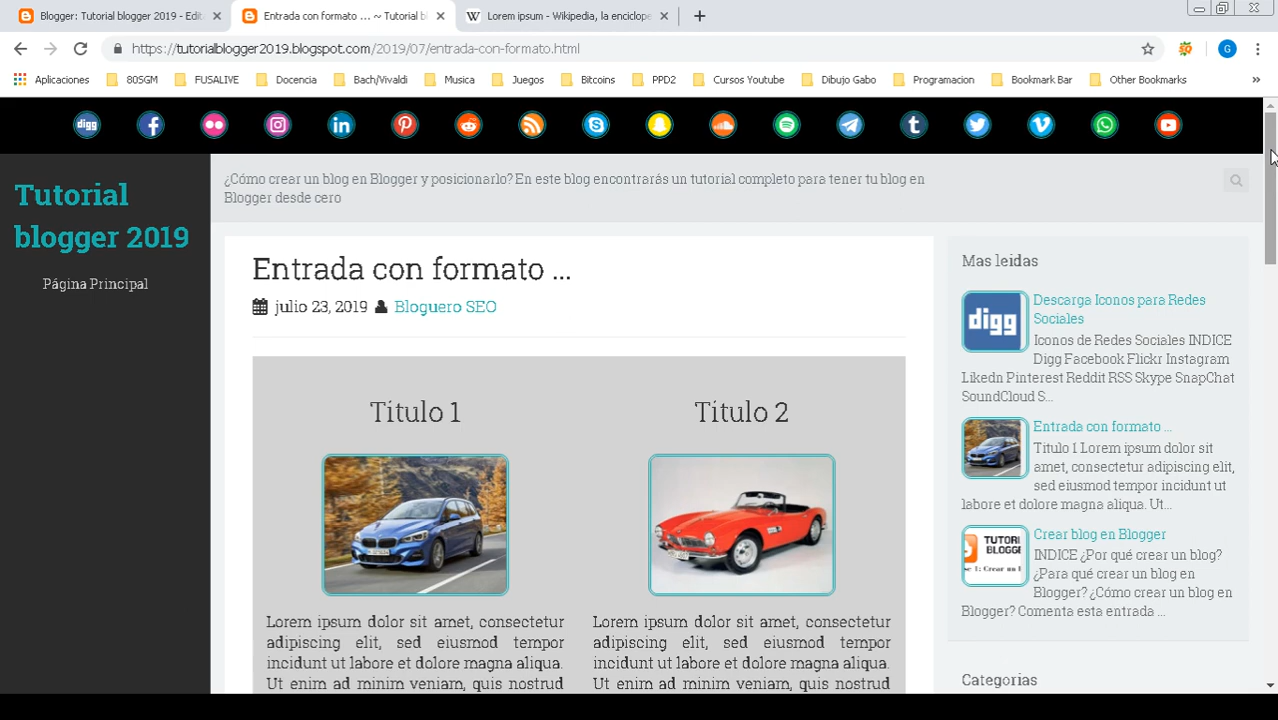 Blogger: Tutorial blogger 2019 - Edit
Entrada con formato ... ~ Tutorial bl
Lorem ipsum - Wikipedia, la enciclope
https://tutorialblogger2019.blogspot.com/2019/07/entrada-con-formato.html
G
Aplicaciones
80SGM
FUSALIVE
Docencia
Bach/Vivaldi
Musica
Juegos
Bitcoins
PPD2
Cursos Youtube
Dibujo Gabo
Programacion
Bookmark Bar
Other Bookmarks
digg
Tutorial
blogger 2019
Página Principal
¿Cómo crear un blog en Blogger y posicionarlo? En este blog encontrarás un tutorial completo para tener tu blog en
Blogger desde cero
Entrada con formato ...
julio 23, 2019 Bloguero SEO
Título 1
Título 2
Lorem ipsum dolor sit amet, consectetur
adipiscing elit, sed eiusmod tempor
incidunt ut labore et dolore magna aliqua.
Ut enim ad minim veniam, quis nostrud
Lorem ipsum dolor sit amet, consectetur
adipiscing elit, sed eiusmod tempor
incidunt ut labore et dolore magna aliqua.
Ut enim ad minim veniam, quis nostrud
Mas leidas
digg
Descarga Iconos para Redes
Sociales
Iconos de Redes Sociales INDICE
Digg Facebook Flickr Instagram
Likedn Pinterest Reddit RSS Skype SnapChat
SoundCloud S...
Entrada con formato ...
Título 1 Lorem ipsum dolor sit
amet, consectetur adipiscing elit,
sed eiusmod tempor incidunt ut
labore et dolore magna aliqua. Ut...
TUTORI
BLOGGE
Crear blog en Blogger
INDICE ¿Por qué crear un blog?
¿Para qué crear un blog en
Blogger? ¿Cómo crear un blog en
Blogger? Comenta esta entrada ...
Categorias